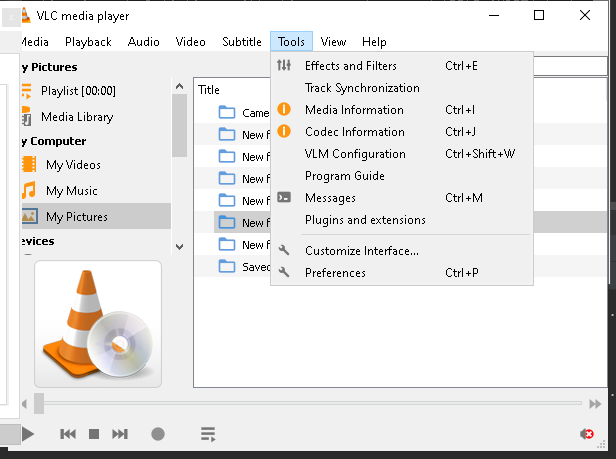 VLC media player
Media Playback Audio Video Subtitle Tools View Help
y Pictures
Playlist [00:00]
Media Library
y Computer
My Videos
My Music
My Pictures
evices
Title
Came
New f
New f
New f
New f
New f
New f
Saved
Effects and Filters Ctrl+E
Track Synchronization
Media Information Ctrl+I
Codec Information Ctrl+J
VLM Configuration Ctrl+Shift+W
Program Guide
Messages Ctrl+M
Plugins and extensions
Customize Interface...
Preferences Ctrl+P